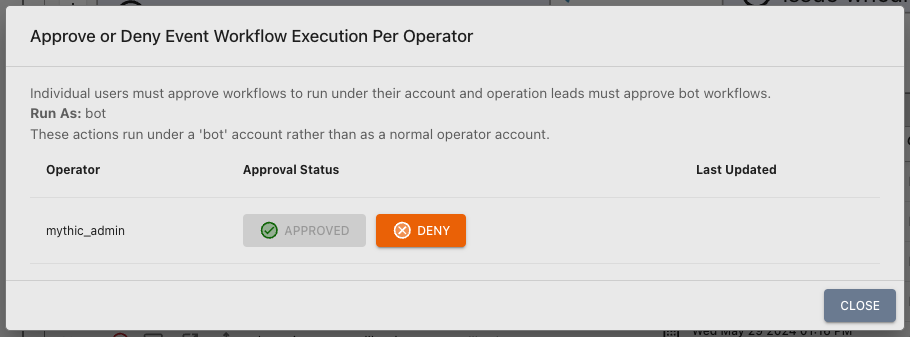 Approve or Deny Event Workflow Execution Per Operator
Individual users must approve workflows to run under their account and operation leads must approve bot workflows.
Run As: bot
These actions run under a 'bot' account rather than as a normal operator account.
Operator Approval Status Last Updated
mythic_admin APPROVED DENY
CLOSE
Wed May 29 2024 01:16 PM